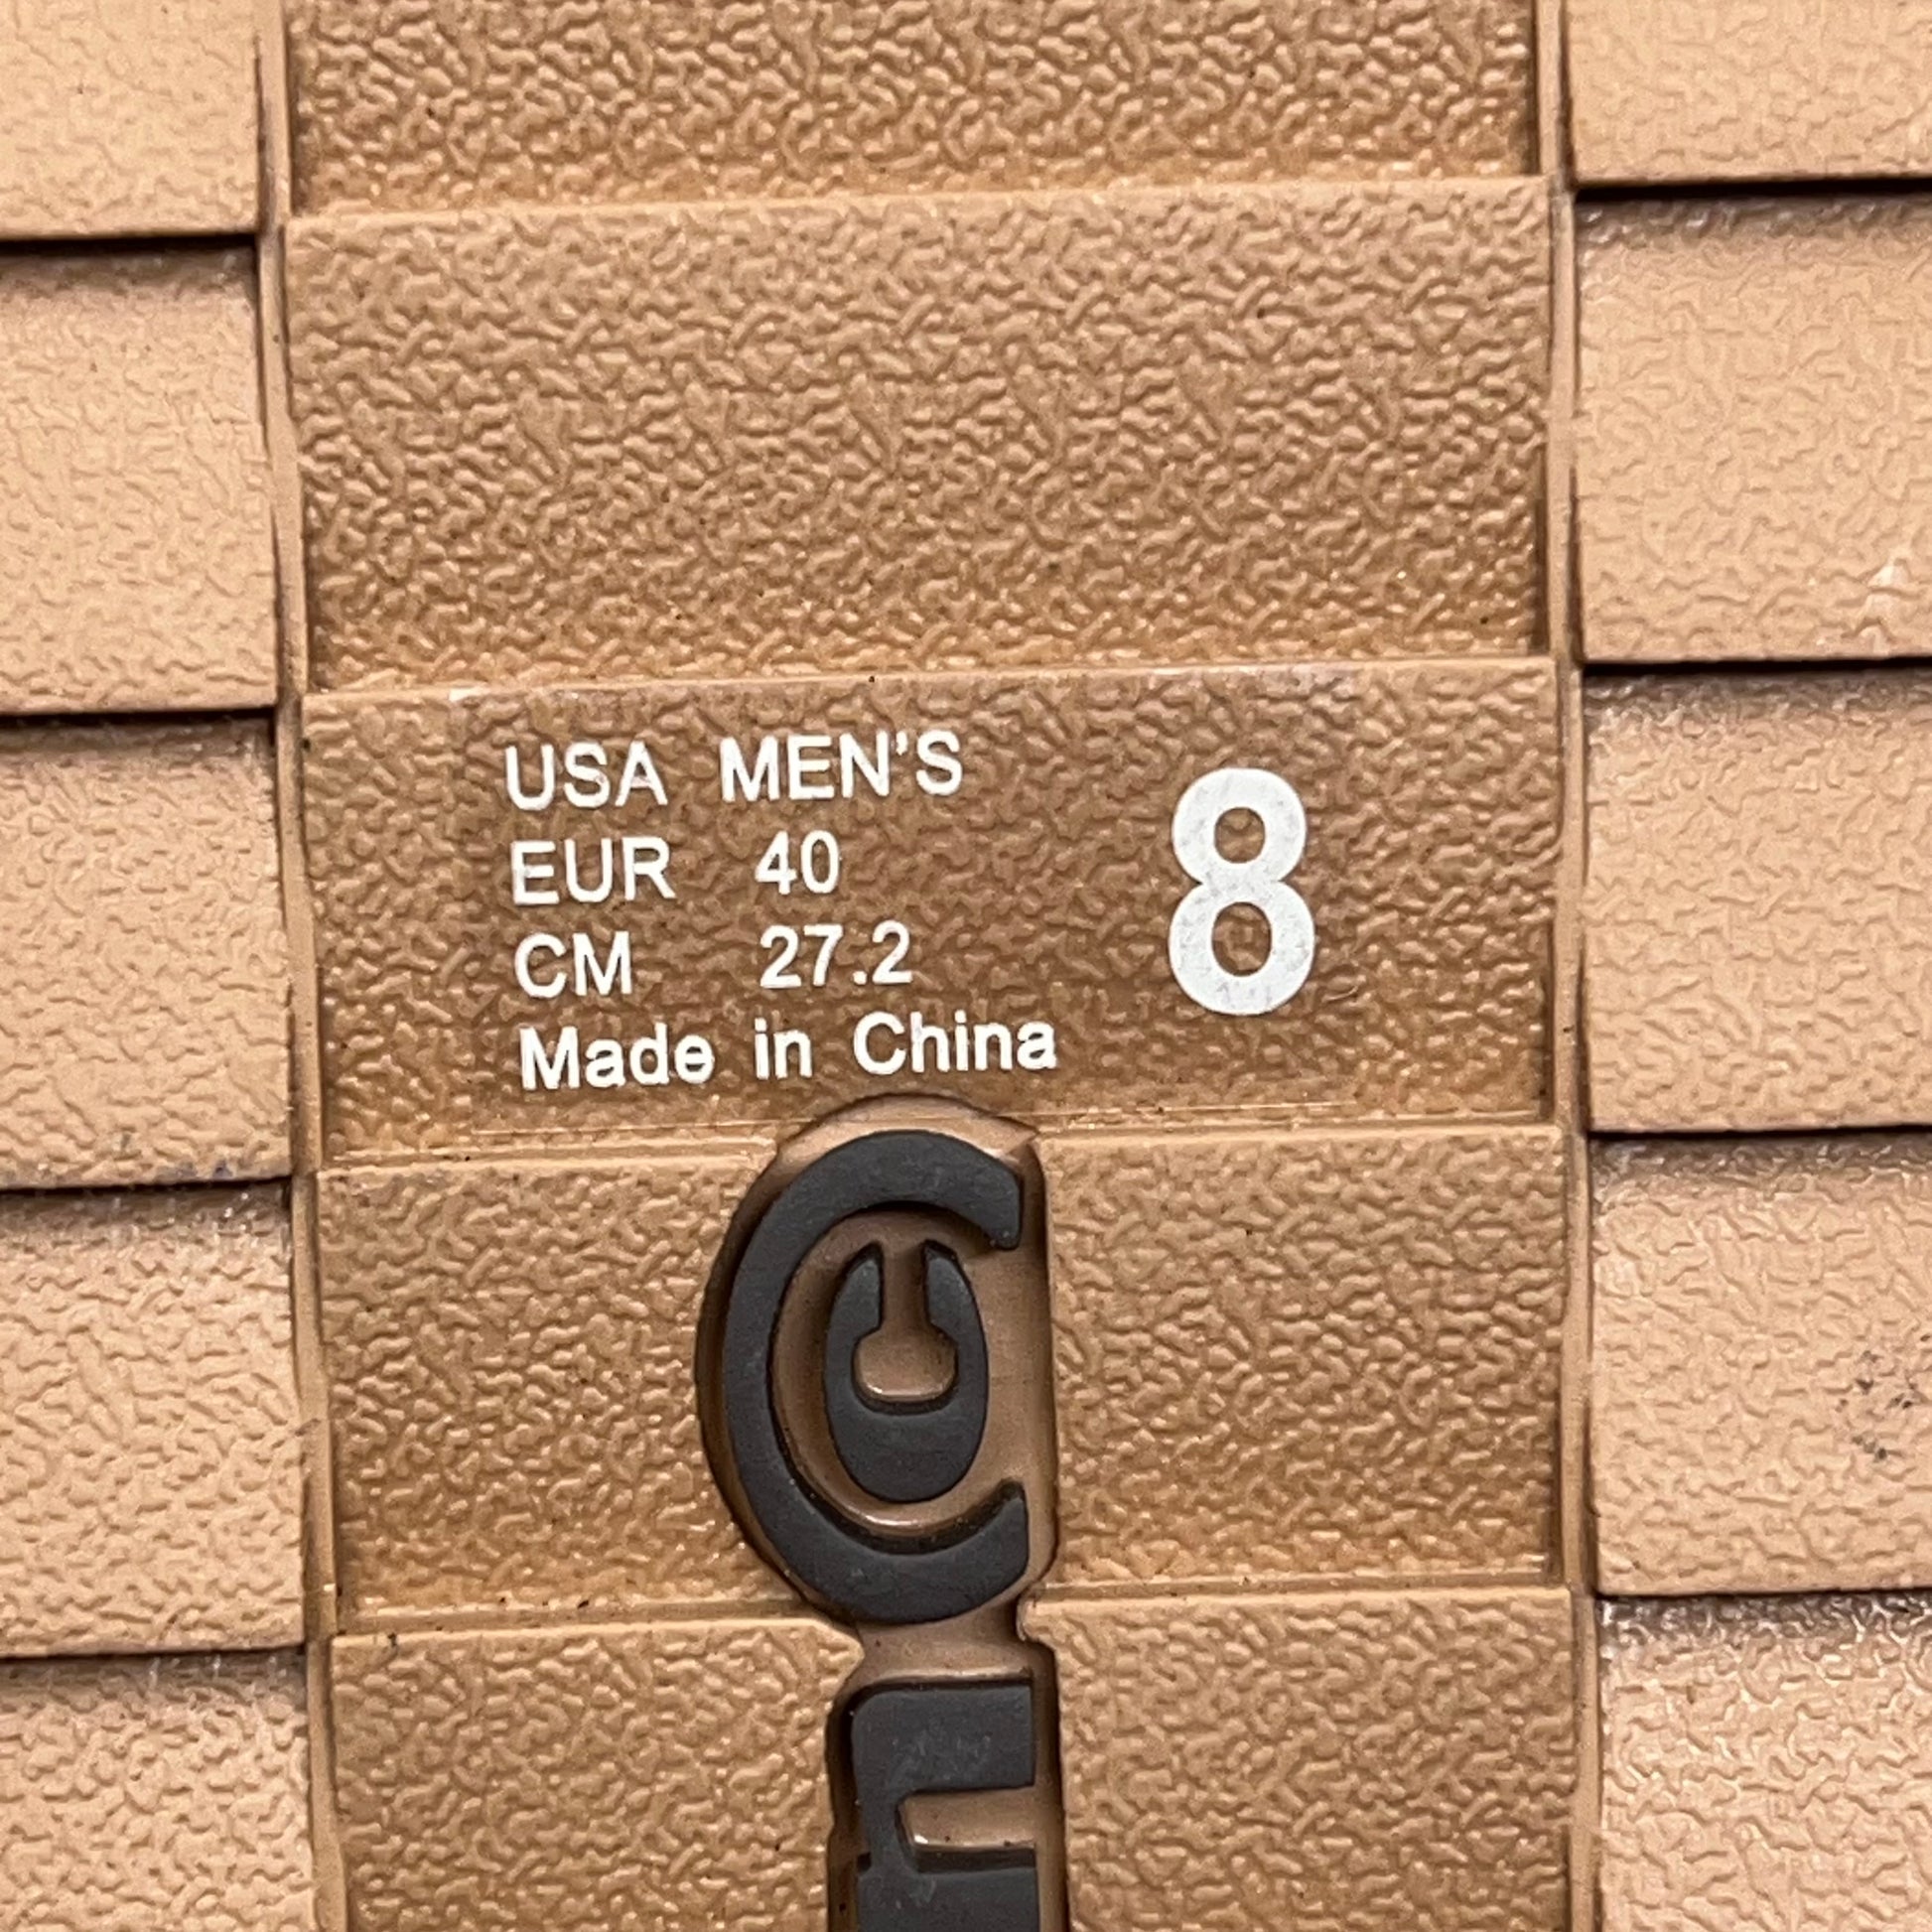 USA MEN'S 8
EUR 40
CM 27.2
Made in China